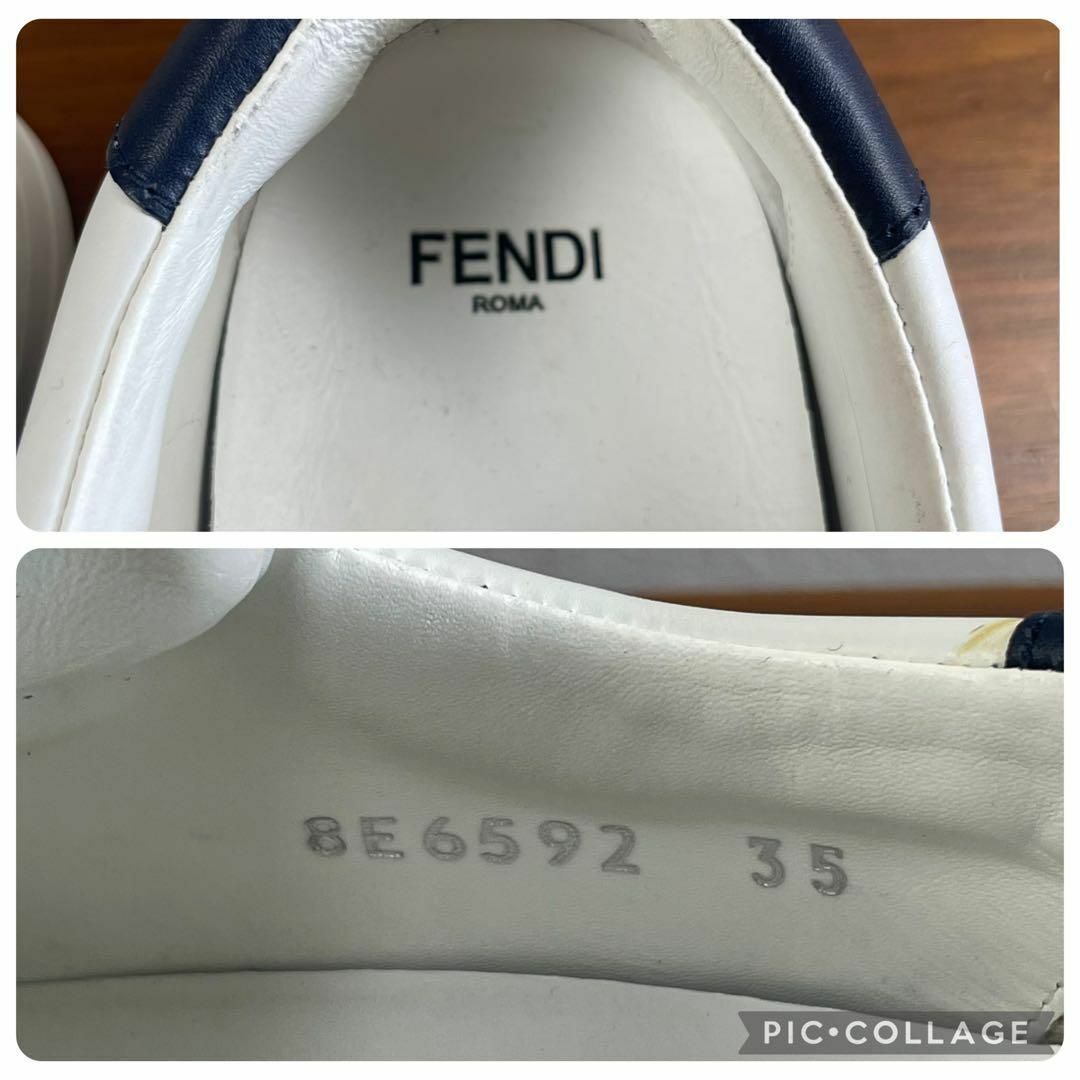 FENDI
ROMA
8E6592 35
PIC•COLLAGE